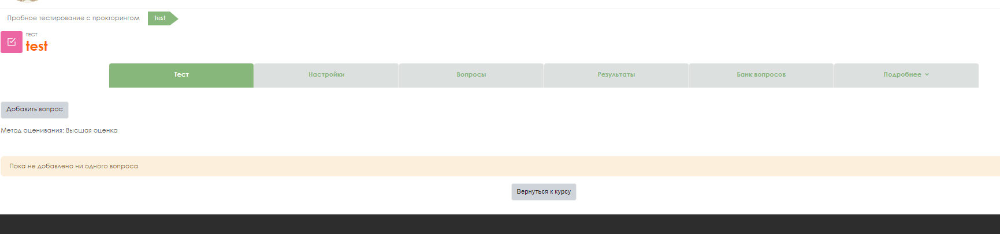 Пробное тестирование с прокторингом test
ТЕСТ
test
Тест Настройки Вопросы Результаты Банк вопросов Подробнее
Добавить вопрос
Метод оценивания: Высшая оценка
Пока не добавлено ни одного вопроса
Вернуться к курсу